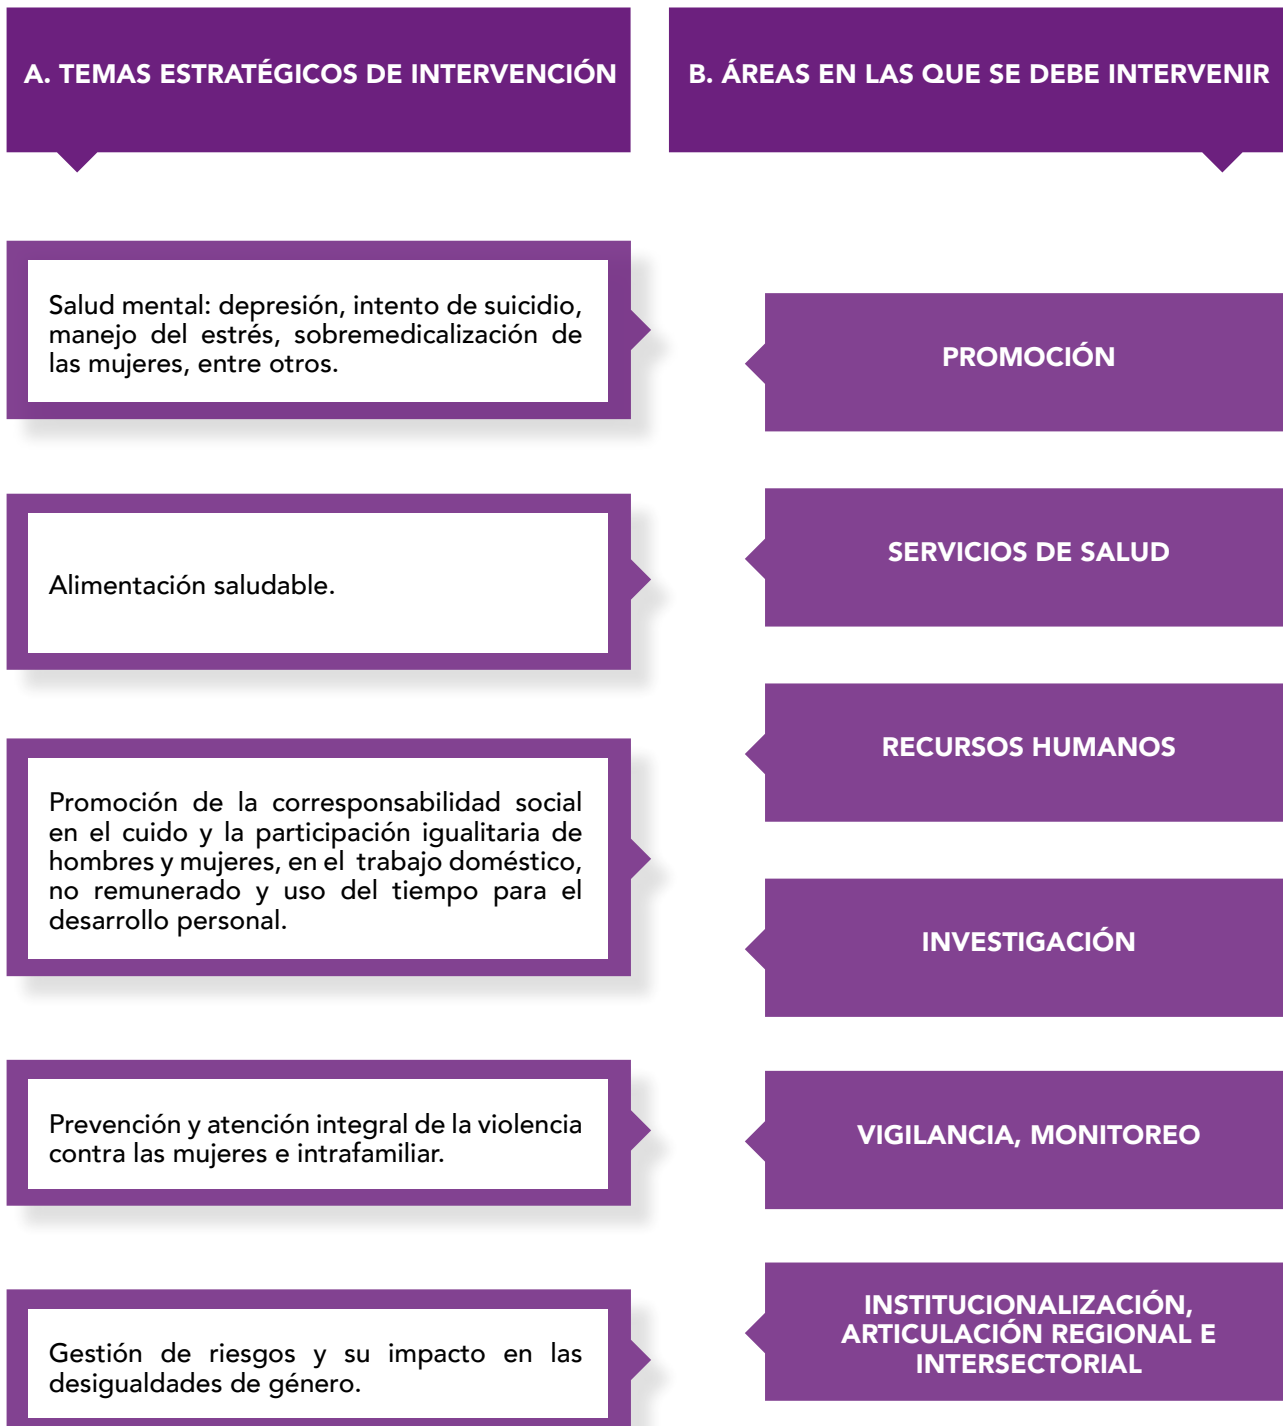 A. TEMAS ESTRATÉGICOS DE INTERVENCIÓN
Salud mental: depresión, intento de suicidio,
manejo del estrés, sobremedicalización de
las mujeres, entre otros.
Alimentación saludable.
Promoción de la corresponsabilidad social
en el cuido y la participación igualitaria de
hombres y mujeres, en el trabajo doméstico,
no remunerado y uso del tiempo para el
desarrollo personal.
Prevención y atención integral de la violencia
contra las mujeres e intrafamiliar.
Gestión de riesgos y su impacto en las
desigualdades de género.
B. ÁREAS EN LAS QUE SE DEBE INTERVENIR
PROMOCIÓN
SERVICIOS DE SALUD
RECURSOS HUMANOS
INVESTIGACIÓN
VIGILANCIA, MONITOREO
INSTITUCIONALIZACIÓN,
ARTICULACIÓN REGIONAL E
INTERSECTORIAL